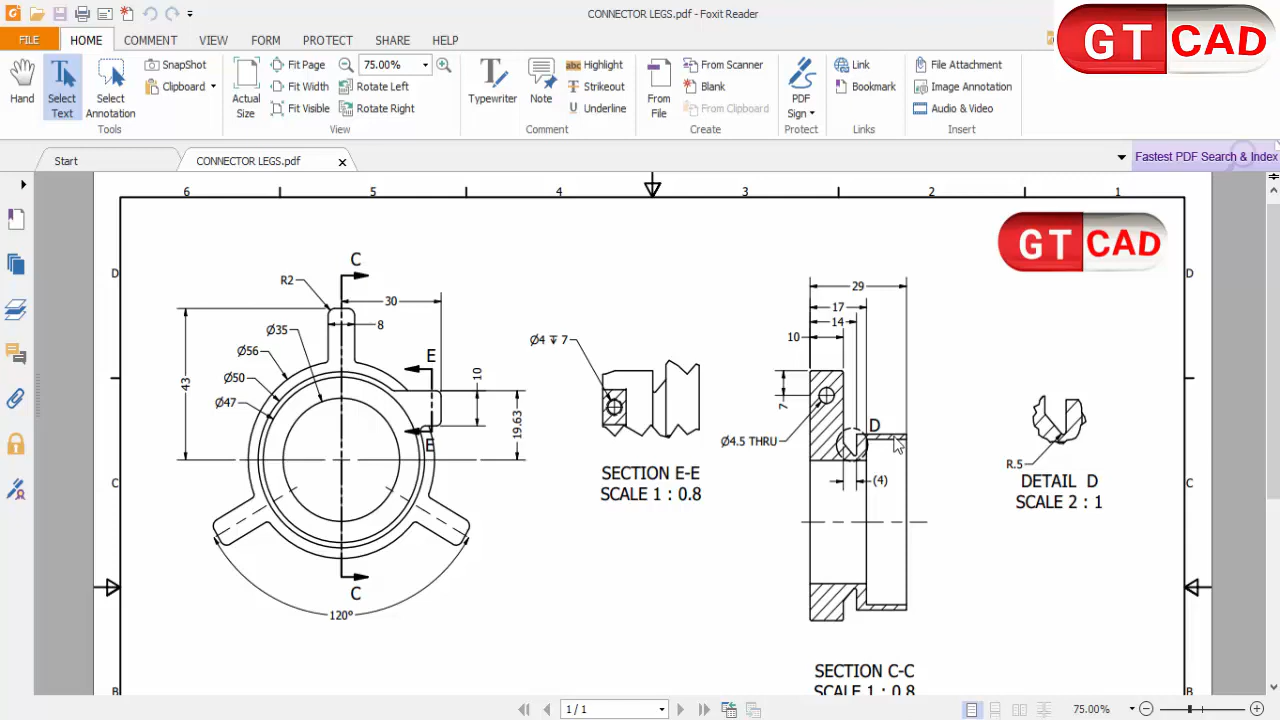 CONNECTOR LEGS.pdf - Foxit Reader
FILE HOME COMMENT VIEW FORM PROTECT SHARE HELP
GT CAD
Hand
Select Text
Select Annotation
SnapShot
Clipboard
Tools
Actual Size
Fit Page
Fit Width
Fit Visible
75.00%
Rotate Left
Rotate Right
View
Typewriter
Note
Highlight
Strikeout
Underline
Comment
From File
From Scanner
Blank
From Clipboard
Create
PDF Sign
Protect
Link
Bookmark
Links
File Attachment
Image Annotation
Audio & Video
Insert
Start
CONNECTOR LEGS.pdf
Fastest PDF Search & Index
6 5 4 3 2 1
GT CAD
D
D
C
R2
30
8
Ø35
Ø56
Ø50
Ø47
43
E
10
19.63
E
C
120°
Ø4 ↧ 7
SECTION E-E
SCALE 1 : 0.8
29
17
14
10
7
Ø4.5 THRU
D
(4)
R.5
DETAIL D
SCALE 2 : 1
C
C
SECTION C-C
SCALE 1 : 0.8
B
B
1 / 1
75.00%